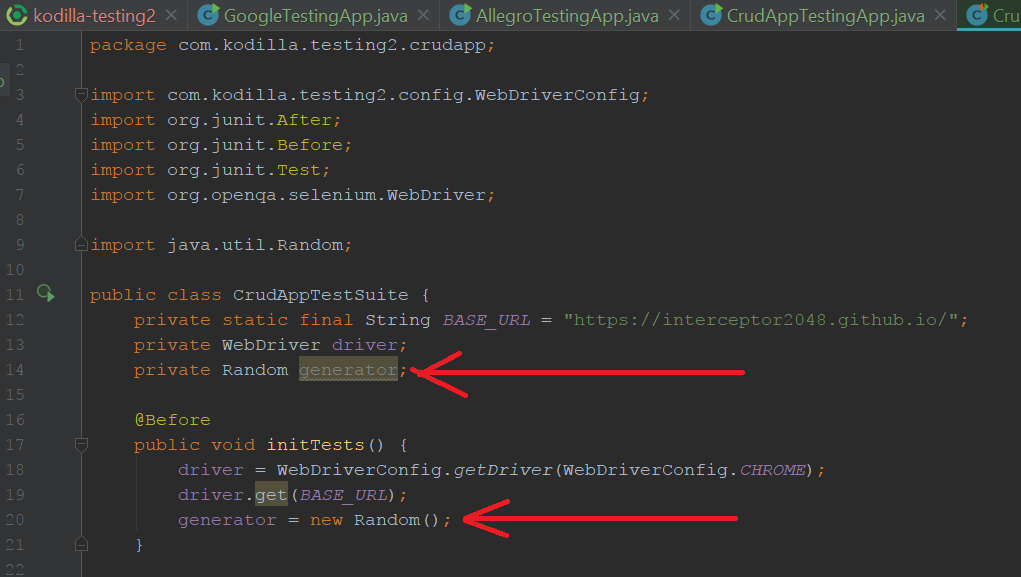 kodilla-testing2 GoogleTestingApp.java AllegroTestingApp.java CrudAppTestingApp.java Cru
1 package com.kodilla.testing2.crudapp;
2
3 import com.kodilla.testing2.config.WebDriverConfig;
4 import org.junit.After;
5 import org.junit.Before;
6 import org.junit.Test;
7 import org.openqa.selenium.WebDriver;
8
9 import java.util.Random;
10
11 public class CrudAppTestSuite {
12 private static final String BASE_URL = "https://interceptor2048.github.io/";
13 private WebDriver driver;
14 private Random generator;
15
16 @Before
17 public void initTests() {
18 driver = WebDriverConfig.getDriver(WebDriverConfig.CHROME);
19 driver.get(BASE_URL);
20 generator = new Random();
21 }
22